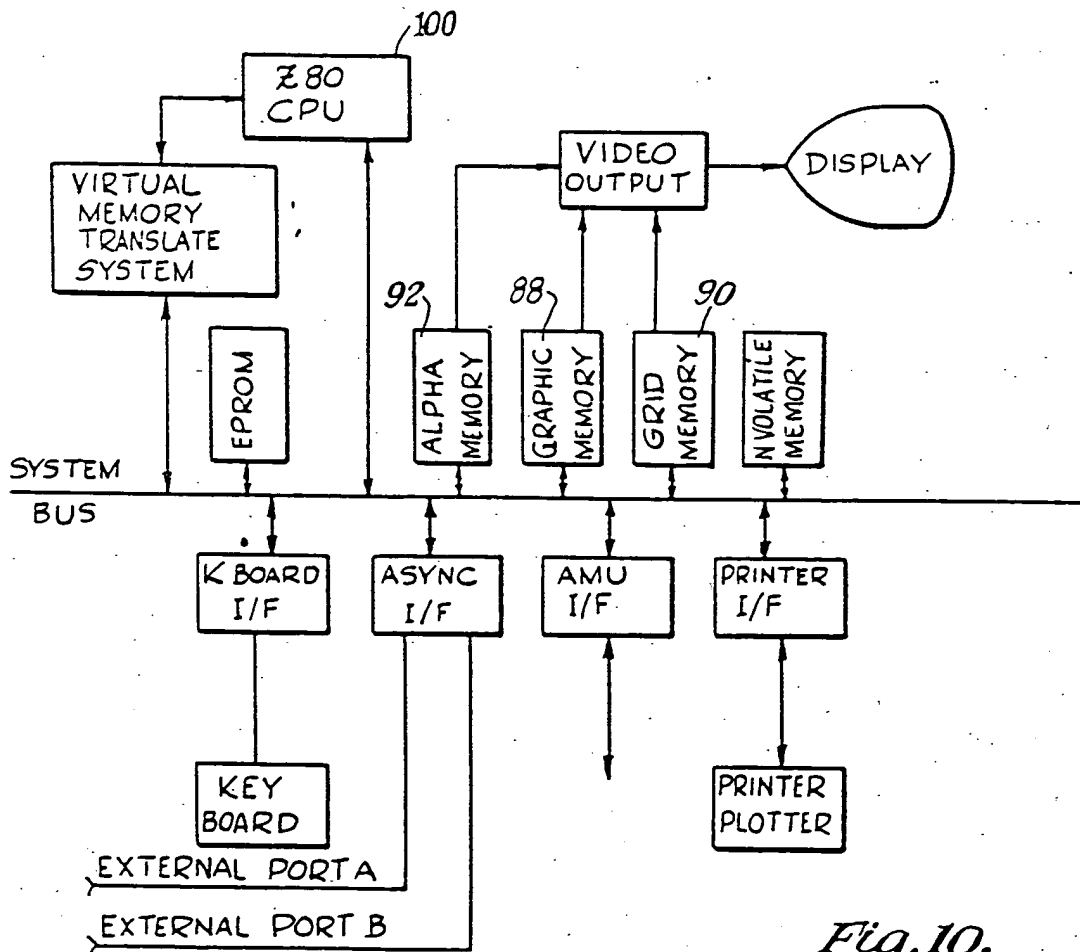 100
Z80
CPU
VIRTUAL
MEMORY
TRANSLATE
SYSTEM
VIDEO
OUTPUT
DISPLAY
92
88
90
EPROM
ALPHA
MEMORY
GRAPHIC
MEMORY
GRID
MEMORY
NVOLATILE
MEMORY
SYSTEM
BUS
K BOARD
I/F
ASYNC
I/F
AMU
I/F
PRINTER
I/F
KEY
BOARD
PRINTER
PLOTTER
EXTERNAL PORT A
EXTERNAL PORT B
Fig.10.